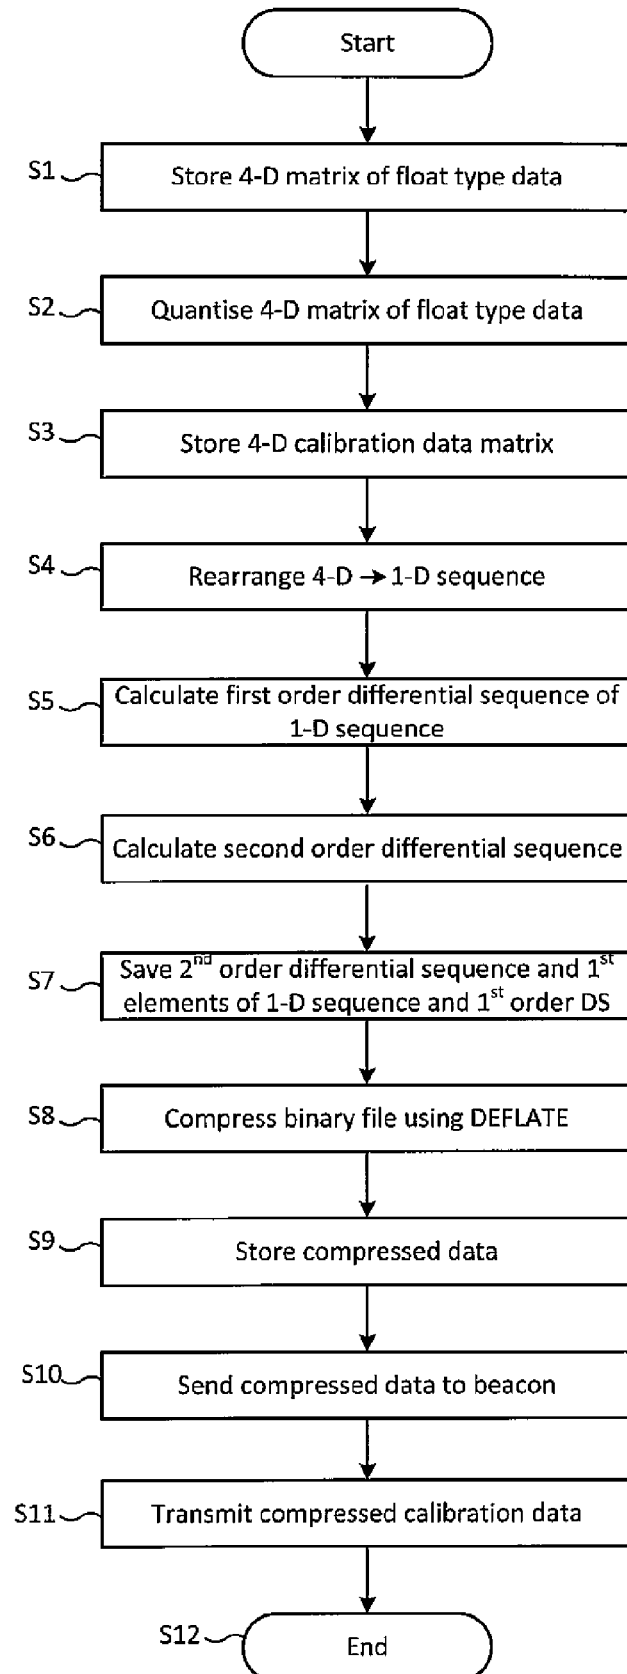 Start
S1
Store 4-D matrix of float type data
S2
Quantise 4-D matrix of float type data
S3
Store 4-D calibration data matrix
S4
Rearrange 4-D → 1-D sequence
S5
Calculate first order differential sequence of
1-D sequence
S6
Calculate second order differential sequence
S7
Save 2nd order differential sequence and 1st
elements of 1-D sequence and 1st order DS
S8
Compress binary file using DEFLATE
S9
Store compressed data
S10
Send compressed data to beacon
S11
Transmit compressed calibration data
S12
End